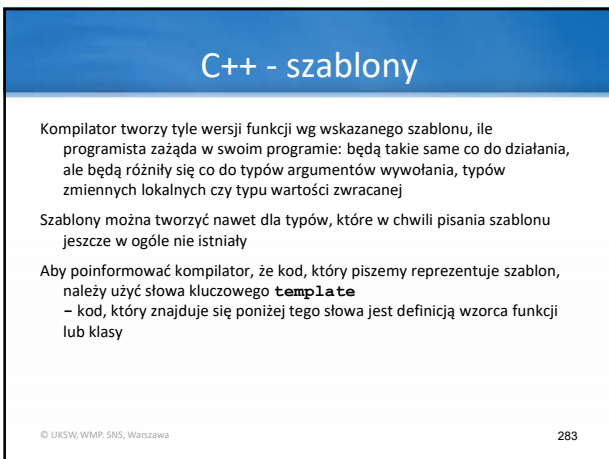 C++ - szablony
Kompilator tworzy tyle wersji funkcji wg wskazanego szablonu, ile
programista zażąda w swoim programie: będą takie same co do działania,
ale będą różniły się co do typów argumentów wywołania, typów
zmiennych lokalnych czy typu wartości zwracanej
Szablony można tworzyć nawet dla typów, które w chwili pisania szablonu
jeszcze w ogóle nie istniały
Aby poinformować kompilator, że kod, który piszemy reprezentuje szablon,
należy użyć słowa kluczowego template
– kod, który znajduje się poniżej tego słowa jest definicją wzorca funkcji
lub klasy
© UKSW, WMP. SNS, Warszawa
283